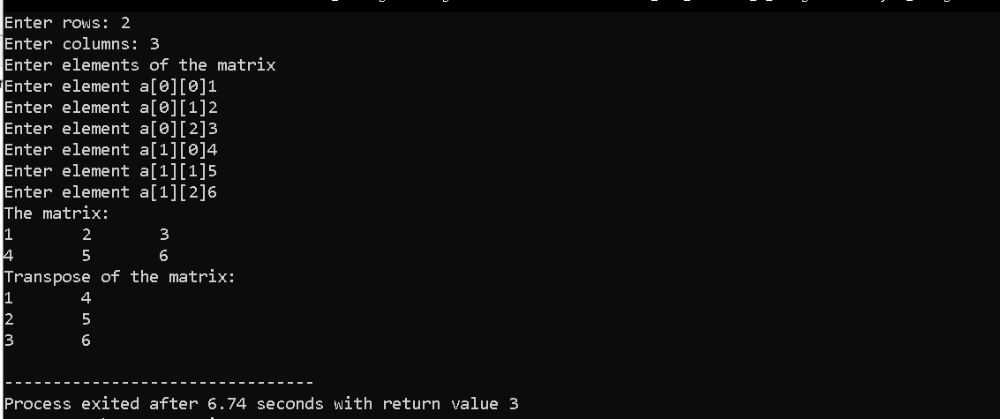 Enter rows: 2
Enter columns: 3
Enter elements of the matrix
Enter element a[0][0]1
Enter element a[0][1]2
Enter element a[0][2]3
Enter element a[1][0]4
Enter element a[1][1]5
Enter element a[1][2]6
The matrix:
1 2 3
4 5 6
Transpose of the matrix:
1 4
2 5
3 6
--------------------------------
Process exited after 6.74 seconds with return value 3